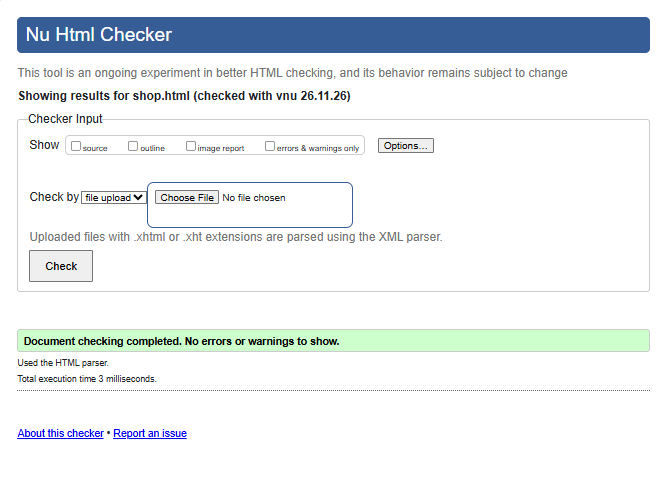 Nu Html Checker
This tool is an ongoing experiment in better HTML checking, and its behavior remains subject to change
Showing results for shop.html (checked with vnu 26.11.26)
Checker Input
Show source outline image report errors & warnings only Options...
Check by file upload Choose File No file chosen
Uploaded files with .xhtml or .xht extensions are parsed using the XML parser.
Check
Document checking completed. No errors or warnings to show.
Used the HTML parser.
Total execution time 3 milliseconds.
About this checker • Report an issue